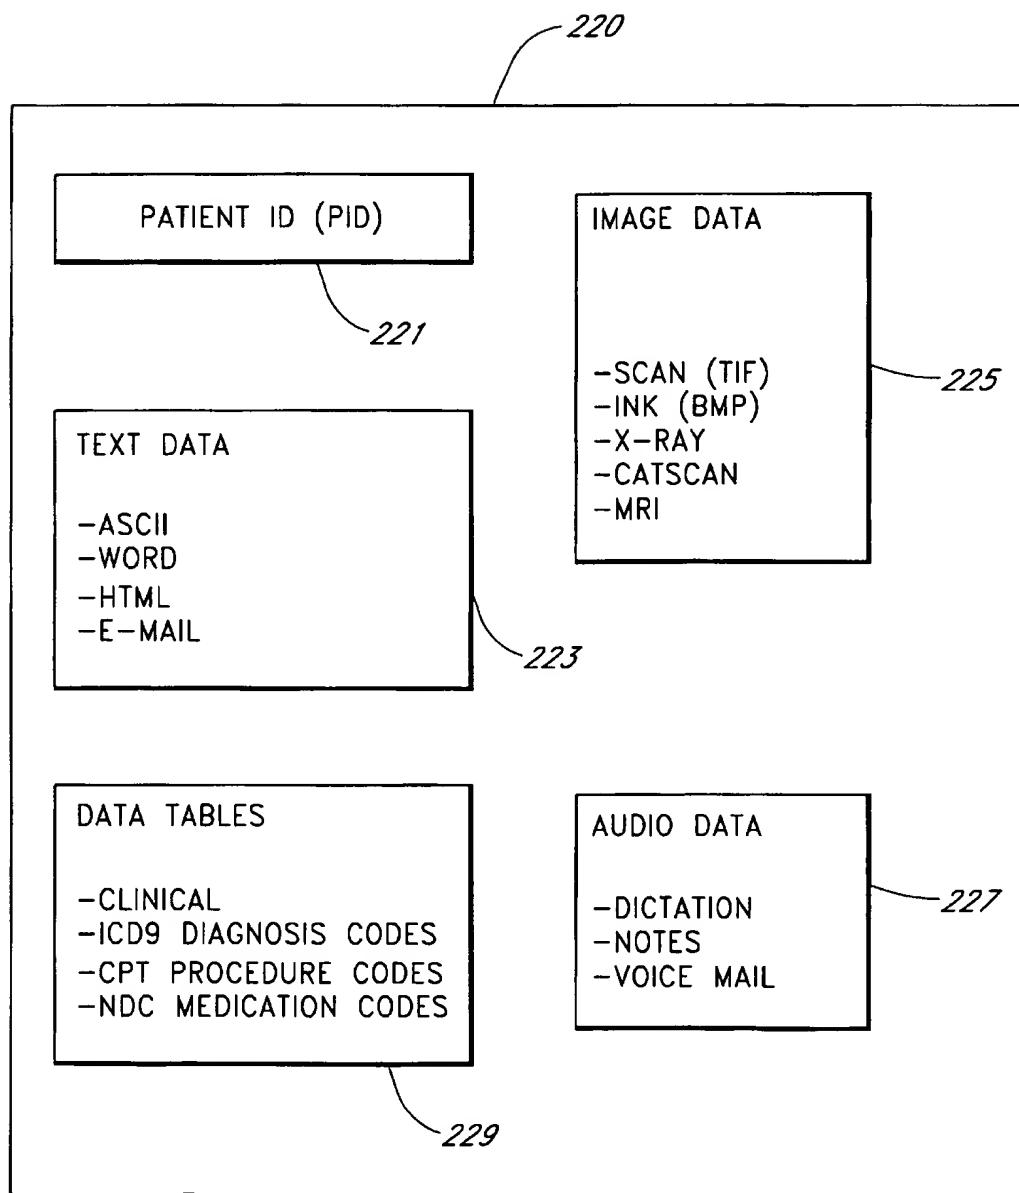 220
PATIENT ID (PID)
221
IMAGE DATA
-SCAN (TIF)
-INK (BMP)
-X-RAY
-CATSCAN
-MRI
225
TEXT DATA
-ASCII
-WORD
-HTML
-E-MAIL
223
DATA TABLES
-CLINICAL
-ICD9 DIAGNOSIS CODES
-CPT PROCEDURE CODES
-NDC MEDICATION CODES
229
AUDIO DATA
-DICTATION
-NOTES
-VOICE MAIL
227